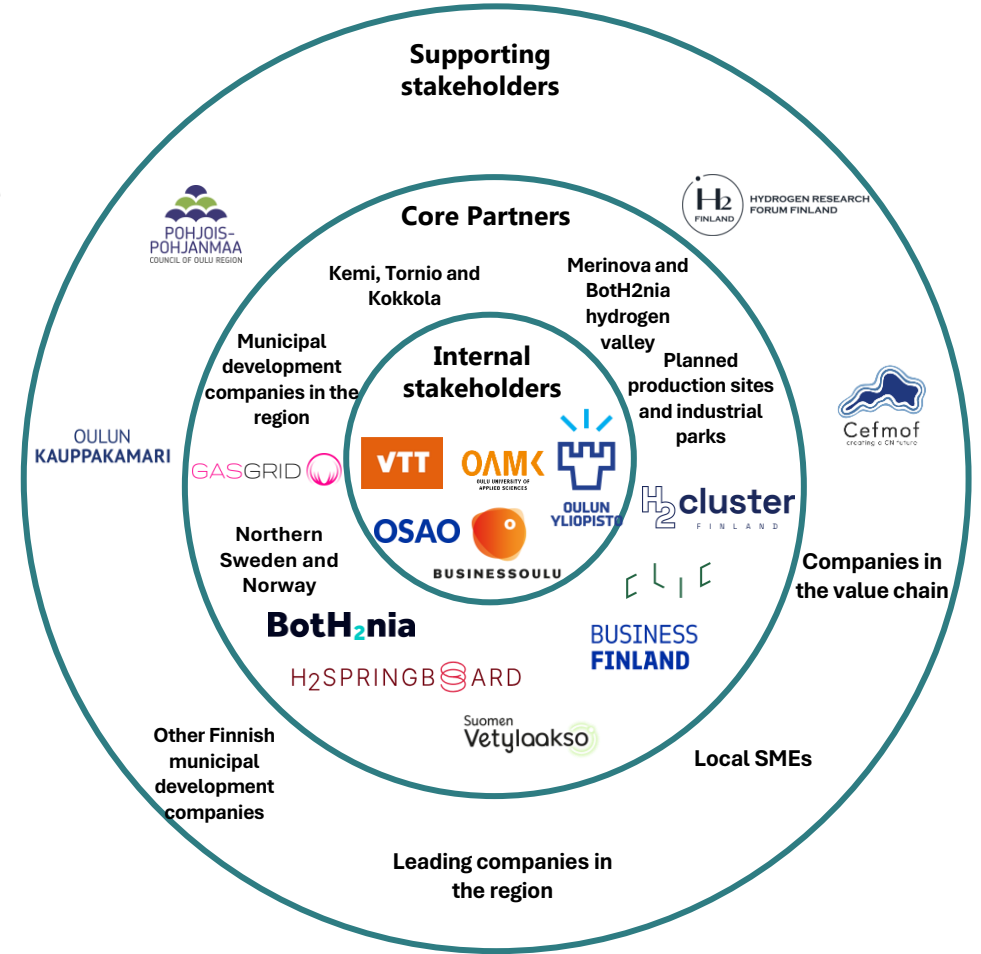 Supporting
stakeholders
POHJOIS-
POHJANMAA
COUNCIL OF OULU REGION
H2
FINLAND
HYDROGEN RESEARCH
FORUM FINLAND
Core Partners
Kemi, Tornio and
Kokkola
Merinova and
BotH2nia
hydrogen
valley
Municipal
development
companies in the
region
Planned
production sites
and industrial
parks
Internal
stakeholders
OULUN
KAUPPAKAMARI
GASGRID
VTT
OAMK
OULU UNIVERSITY OF
APPLIED SCIENCES
OULUN
YLIOPISTO
OSAO
BUSINESSOULU
H2cluster
FINLAND
Cefmof
creating a CN future
Northern
Sweden and
Norway
BotH2nia
H2SPRINGBOARD
CLIC
BUSINESS
FINLAND
Suomen
Vetylaakso
Companies in
the value chain
Other Finnish
municipal
development
companies
Local SMEs
Leading companies in
the region